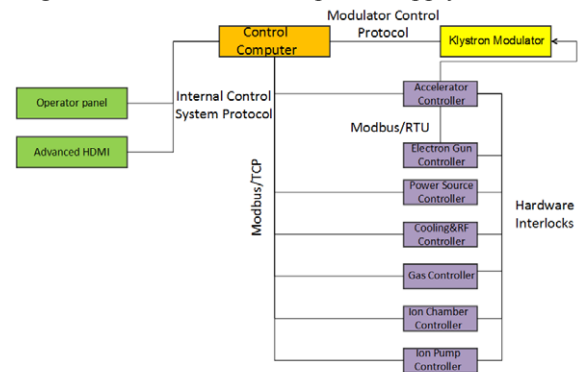 Modulator Control
Protocol
Control
Computer
Klystron Modulator
Operator panel
Advanced HDMI
Internal Control
System Protocol
Accelerator
Controller
Modbus/RTU
Electron Gun
Controller
Modbus/TCP
Power Source
Controller
Hardware
Interlocks
Cooling&RF
Controller
Gas Controller
Ion Chamber
Controller
Ion Pump
Controller